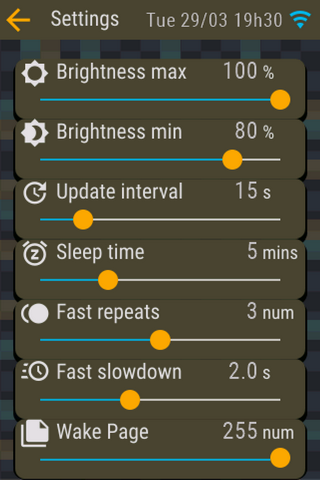 Settings Tue 29/03 19h30
Brightness max 100 %
Brightness min 80 %
Update interval 15 s
Sleep time 5 mins
Fast repeats 3 num
Fast slowdown 2.0 s
Wake Page 255 num